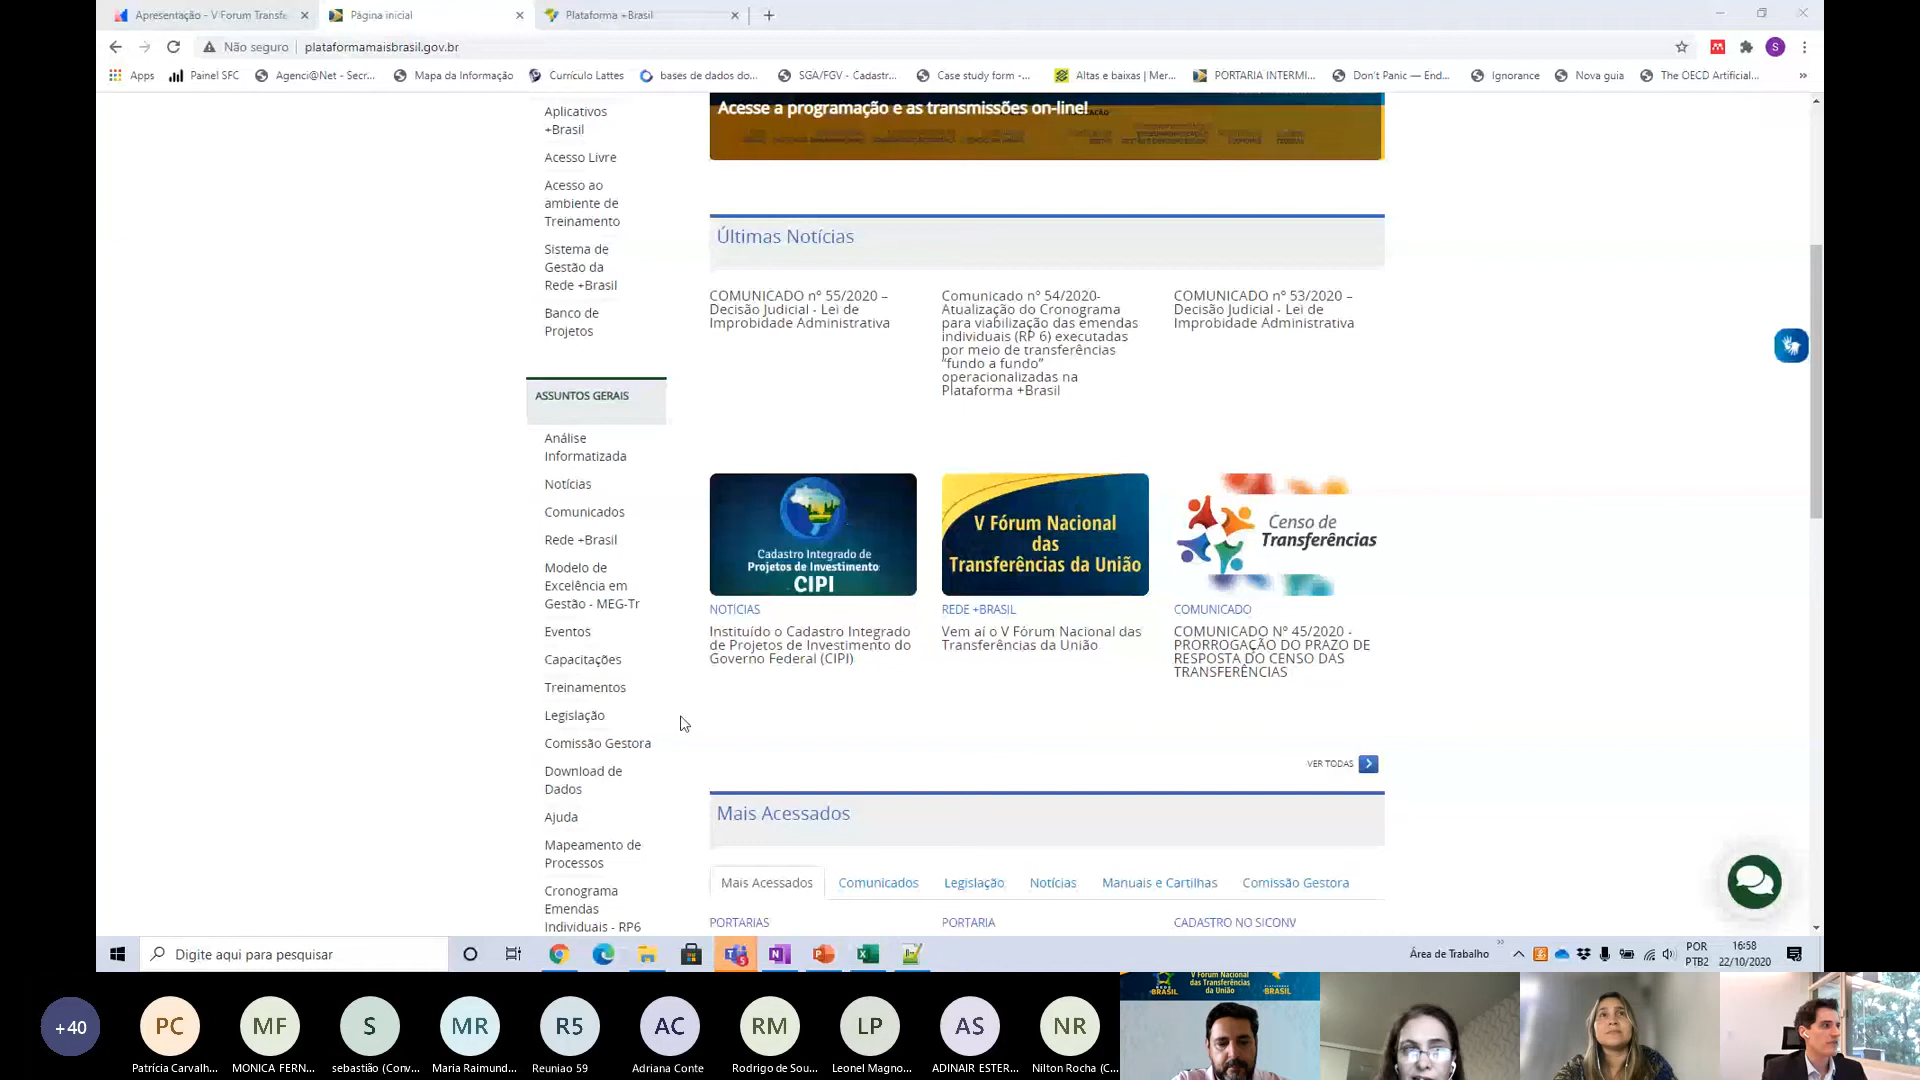 Apresentação - V Forum Transfe
Página inicial
Plataforma +Brasil
Não seguro
plataformamaisbrasil.gov.br
S
Apps
Painel SFC
Agenci@Net - Secr...
Mapa da Informação
Currículo Lattes
bases de dados do...
SGA/FGV - Cadastr...
Case study form -...
Altas e baixas | Mer...
PORTARIA INTERMI...
Don't Panic — End...
Ignorance
Nova guia
The OECD Artificial...
Aplicativos
+Brasil
Acesso Livre
Acesso ao
ambiente de
Treinamento
Sistema de
Gestão da
Rede +Brasil
Banco de
Projetos
ASSUNTOS GERAIS
Análise
Informatizada
Notícias
Comunicados
Rede +Brasil
Modelo de
Excelência em
Gestão - MEG-Tr
Eventos
Capacitações
Treinamentos
Legislação
Comissão Gestora
Download de
Dados
Ajuda
Mapeamento de
Processos
Cronograma
Emendas
Individuais - RP6
Acesse a programação e as transmissões on-line!
Últimas Notícias
COMUNICADO nº 55/2020 –
Decisão Judicial - Lei de
Improbidade Administrativa
Comunicado nº 54/2020-
Atualização do Cronograma
para viabilização das emendas
individuais (RP 6) executadas
por meio de transferências
“fundo a fundo”
operacionalizadas na
Plataforma +Brasil
COMUNICADO nº 53/2020 –
Decisão Judicial - Lei de
Improbidade Administrativa
Cadastro Integrado de
Projetos de Investimento
CIPI
NOTÍCIAS
Instituído o Cadastro Integrado
de Projetos de Investimento do
Governo Federal (CIPI)
V Fórum Nacional
das
Transferências da União
REDE +BRASIL
Vem aí o V Fórum Nacional das
Transferências da União
Censo de
Transferências
COMUNICADO
COMUNICADO Nº 45/2020 -
PRORROGAÇÃO DO PRAZO DE
RESPOSTA DO CENSO DAS
TRANSFERÊNCIAS
VER TODAS
Mais Acessados
Mais Acessados
Comunicados
Legislação
Notícias
Manuais e Cartilhas
Comissão Gestora
PORTARIAS
PORTARIA
CADASTRO NO SICONV
Digite aqui para pesquisar
Área de Trabalho
POR
PTB2
16:58
22/10/2020
+40
PC
Patrícia Carvalh...
MF
MONICA FERN...
S
sebastião (Conv...
MR
Maria Raimund...
R5
Reuniao 59
AC
Adriana Conte
RM
Rodrigo de Sou...
LP
Leonel Magno...
AS
ADINAIR ESTER...
NR
Nilton Rocha (C...
BRASIL
V Fórum Nacional
das Transferências
da União
BRASIL